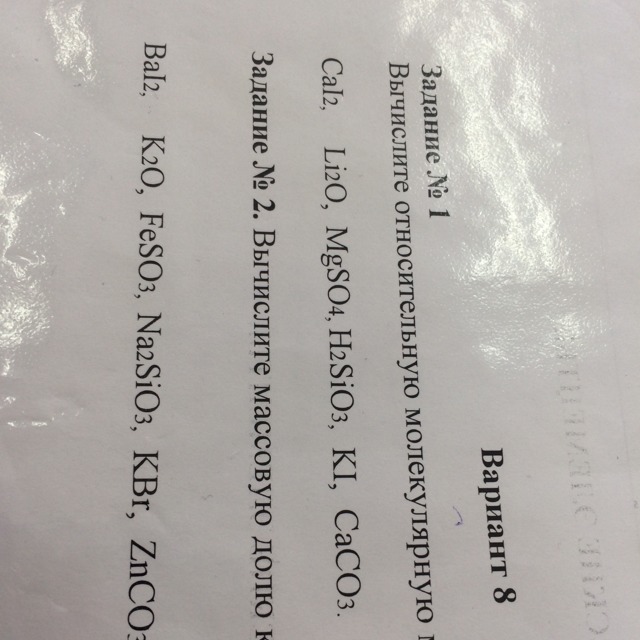 Вариант 8
Задание № 1
Вычислите относительную молекулярную
CaI2, Li2O, MgSO4, H2SiO3, KI, CaCO3.
Задание № 2. Вычислите массовую долю
BaI2, K2O, FeSO3, Na2SiO3, KBr, ZnCO3